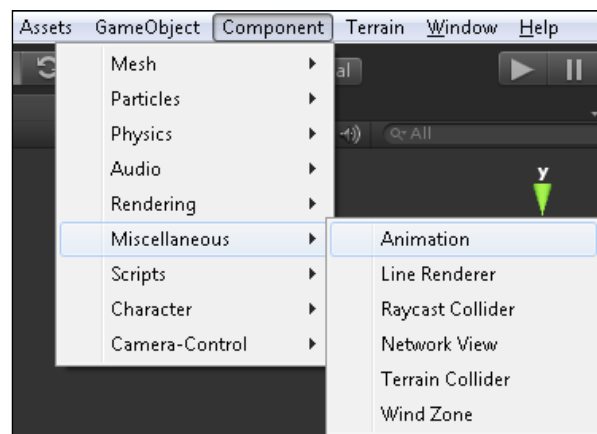 Assets GameObject Component Terrain Window Help
Mesh
al
Particles
Physics
All
Audio
Rendering
y
Miscellaneous
Animation
Scripts
Line Renderer
Character
Raycast Collider
Camera-Control
Network View
Terrain Collider
Wind Zone